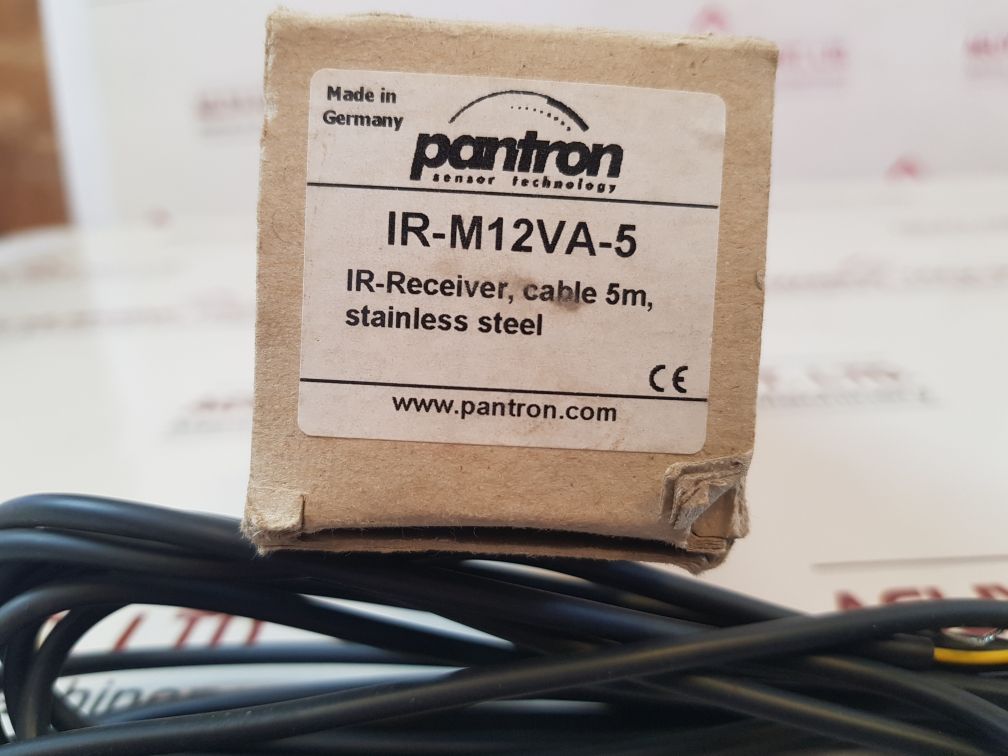 Made in
Germany
pantron
sensor technology
IR-M12VA-5
IR-Receiver, cable 5m,
stainless steel
CE
www.pantron.com
LTD